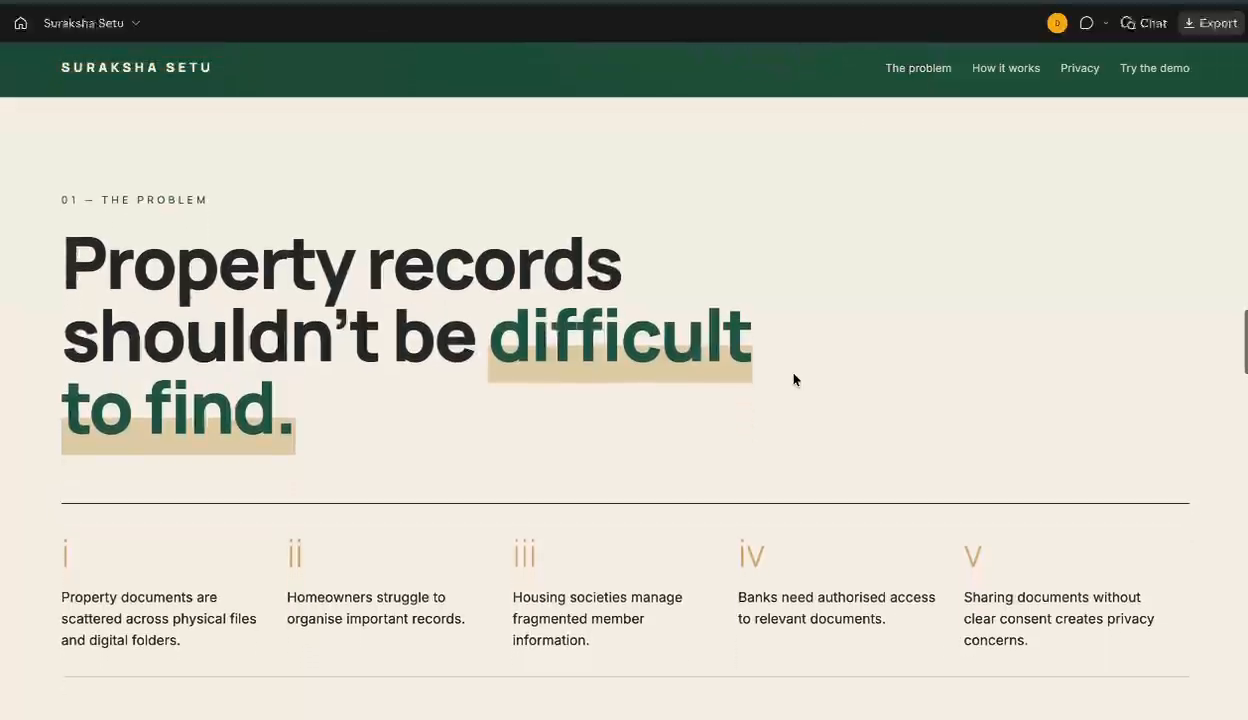 Suraksha Setu
D
Chat
Export
SURAKSHA SETU
The problem
How it works
Privacy
Try the demo
01 — THE PROBLEM
Property records
shouldn’t be difficult
to find.
i
Property documents are
scattered across physical files
and digital folders.
ii
Homeowners struggle to
organise important records.
iii
Housing societies manage
fragmented member
information.
iv
Banks need authorised access
to relevant documents.
v
Sharing documents without
clear consent creates privacy
concerns.